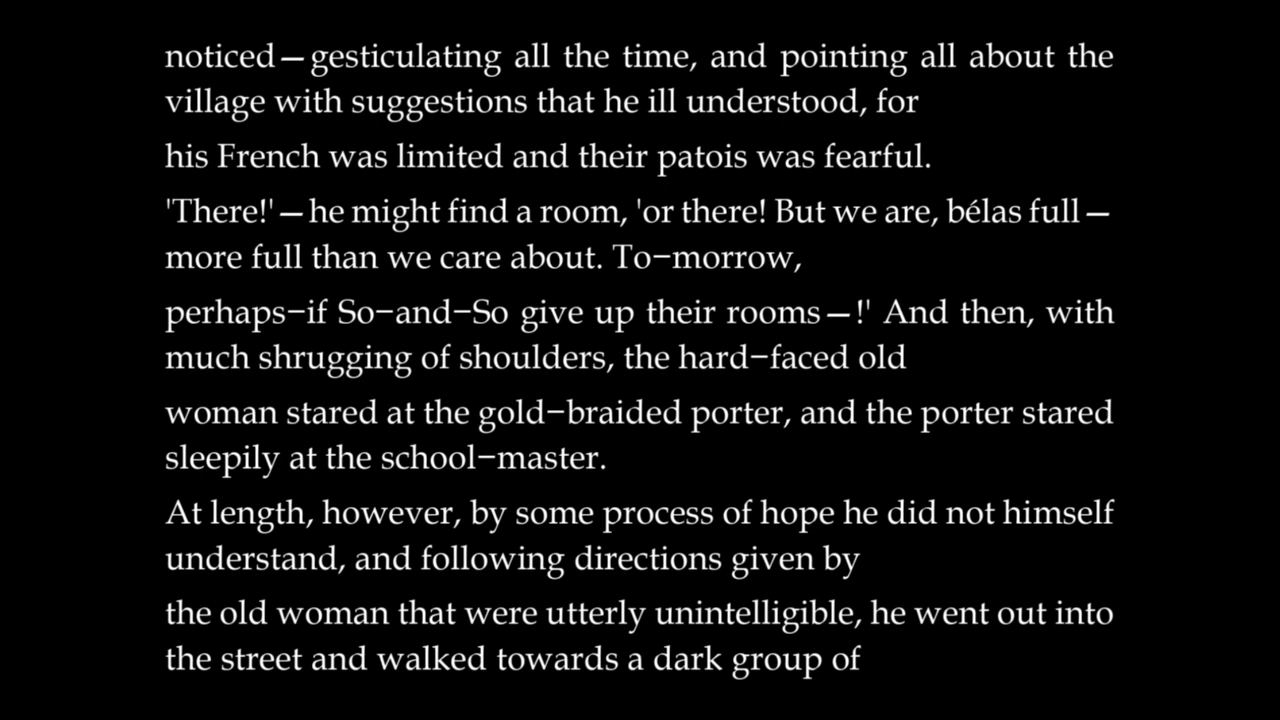 noticed—gesticulating all the time, and pointing all about the
village with suggestions that he ill understood, for
his French was limited and their patois was fearful.
'There!'—he might find a room, 'or there! But we are, bélas full—
more full than we care about. To−morrow,
perhaps−if So−and−So give up their rooms—!' And then, with
much shrugging of shoulders, the hard−faced old
woman stared at the gold−braided porter, and the porter stared
sleepily at the school−master.
At length, however, by some process of hope he did not himself
understand, and following directions given by
the old woman that were utterly unintelligible, he went out into
the street and walked towards a dark group of